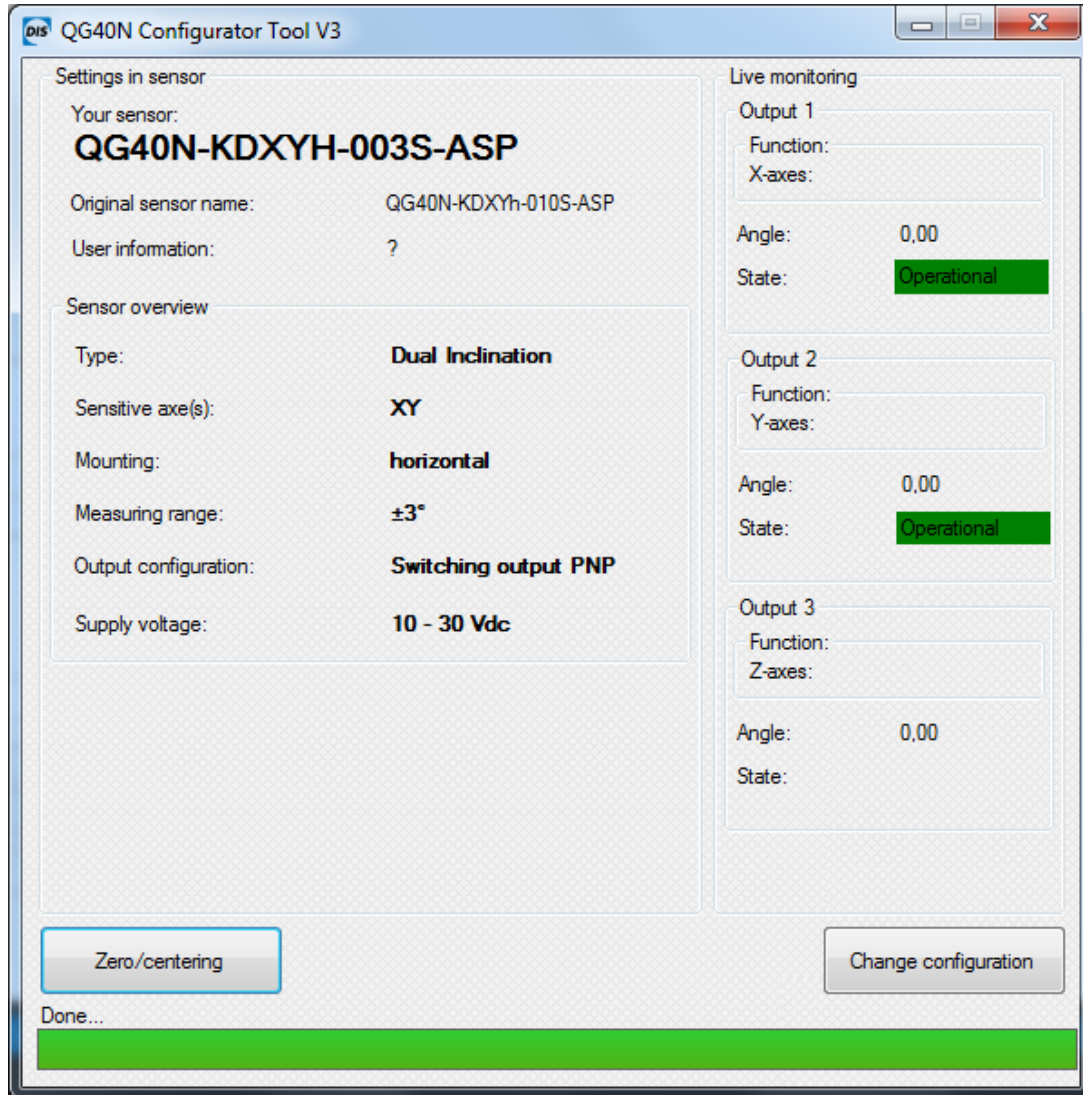 DIS QG40N Configurator Tool V3
Settings in sensor
Your sensor:
QG40N-KDXYH-003S-ASP
Original sensor name: QG40N-KDXYh-010S-ASP
User information: ?
Sensor overview
Type: Dual Inclination
Sensitive axe(s): XY
Mounting: horizontal
Measuring range: ±3°
Output configuration: Switching output PNP
Supply voltage: 10 - 30 Vdc
Live monitoring
Output 1
Function:
X-axes:
Angle: 0,00
State: Operational
Output 2
Function:
Y-axes:
Angle: 0,00
State: Operational
Output 3
Function:
Z-axes:
Angle: 0,00
State:
Zero/centering
Change configuration
Done...